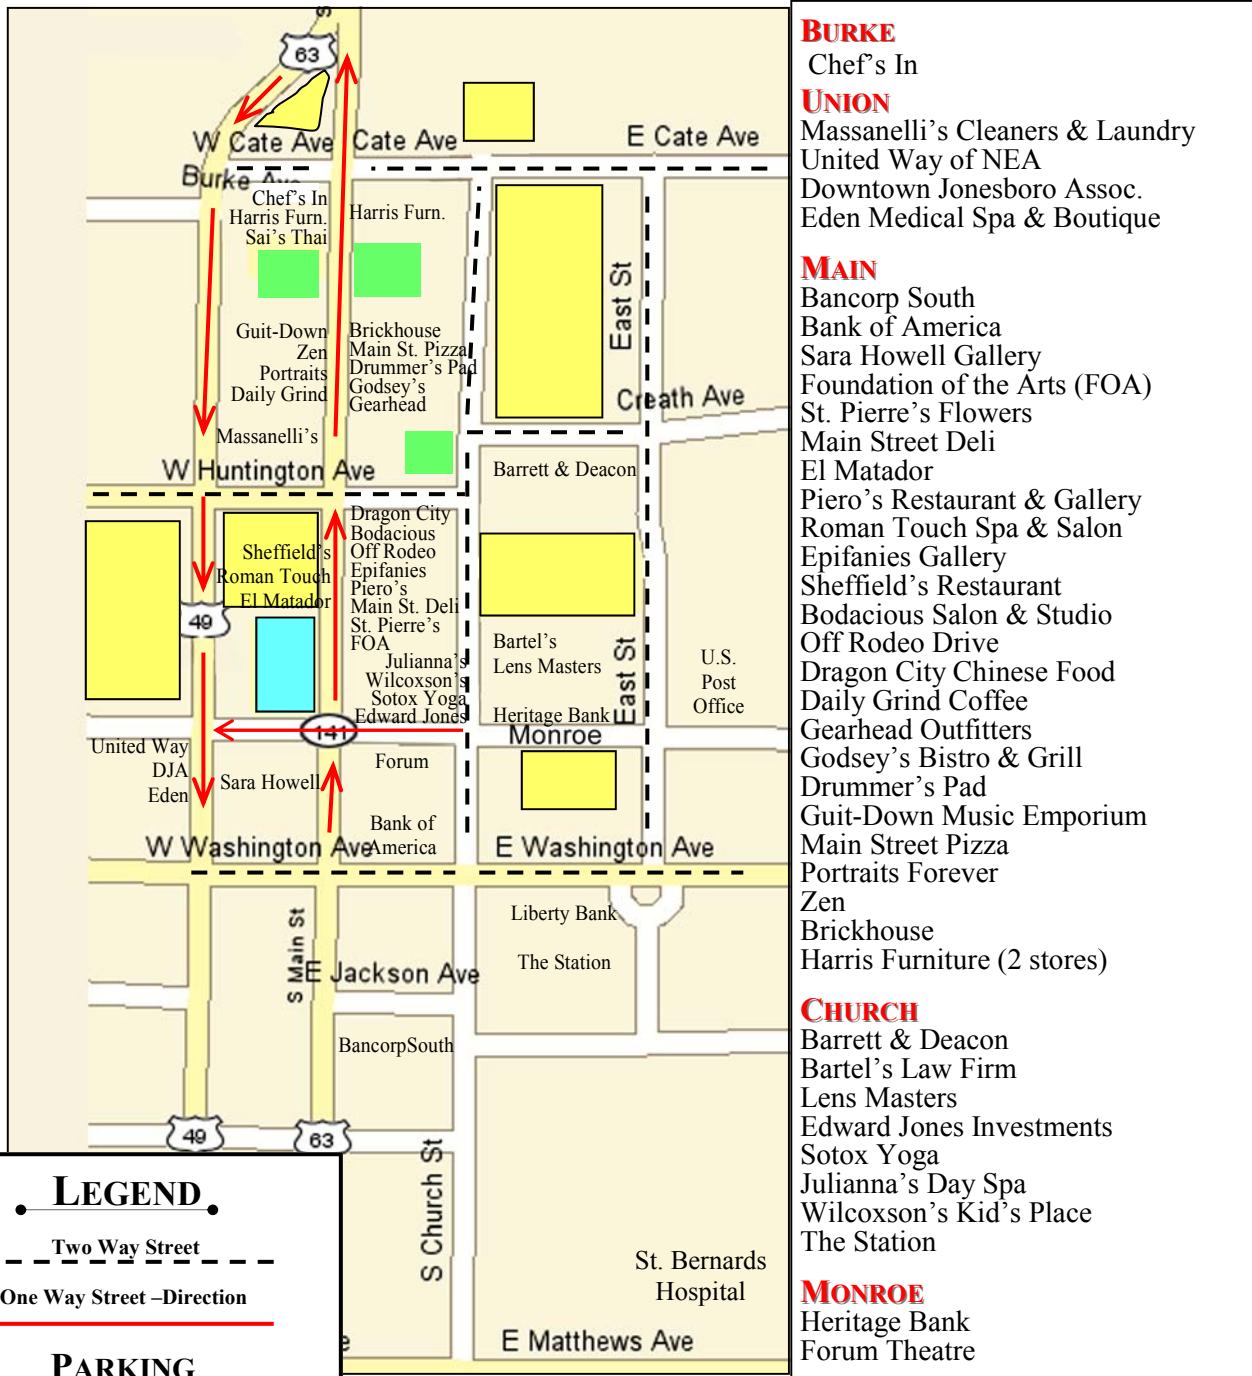 S
63
W Cate Ave
Cate Ave
E Cate Ave
Burke Ave
Chef's In
Harris Furn.
Sai's Thai
Harris Furn.
East St
Guit-Down
Zen
Portraits
Daily Grind
Brickhouse
Main St. Pizza
Drummer's Pad
Godsey's
Gearhead
Creath Ave
Massanelli's
W Huntington Ave
Barrett & Deacon
Sheffield's
Roman Touch
El Matador
Dragon City
Bodacious
Off Rodeo
Epifanies
Piero's
Main St. Deli
St. Pierre's
FOA
49
Julianna's
Wilcoxson's
Sotox Yoga
Edward Jones
Bartel's
Lens Masters
Heritage Bank
East St
U.S.
Post
Office
141
Monroe
United Way
DJA
Eden
Sara Howell
Forum
Bank of
America
W Washington Ave
E Washington Ave
Liberty Bank
The Station
S Main St
E Jackson Ave
BancorpSouth
49
63
S Church St
St. Bernards
Hospital
E Matthews Ave
e
LEGEND
Two Way Street
One Way Street –Direction
PARKING
BURKE
Chef's In
UNION
Massanelli's Cleaners & Laundry
United Way of NEA
Downtown Jonesboro Assoc.
Eden Medical Spa & Boutique
MAIN
Bancorp South
Bank of America
Sara Howell Gallery
Foundation of the Arts (FOA)
St. Pierre's Flowers
Main Street Deli
El Matador
Piero's Restaurant & Gallery
Roman Touch Spa & Salon
Epifanies Gallery
Sheffield's Restaurant
Bodacious Salon & Studio
Off Rodeo Drive
Dragon City Chinese Food
Daily Grind Coffee
Gearhead Outfitters
Godsey's Bistro & Grill
Drummer's Pad
Guit-Down Music Emporium
Main Street Pizza
Portraits Forever
Zen
Brickhouse
Harris Furniture (2 stores)
CHURCH
Barrett & Deacon
Bartel's Law Firm
Lens Masters
Edward Jones Investments
Sotox Yoga
Julianna's Day Spa
Wilcoxson's Kid's Place
The Station
MONROE
Heritage Bank
Forum Theatre